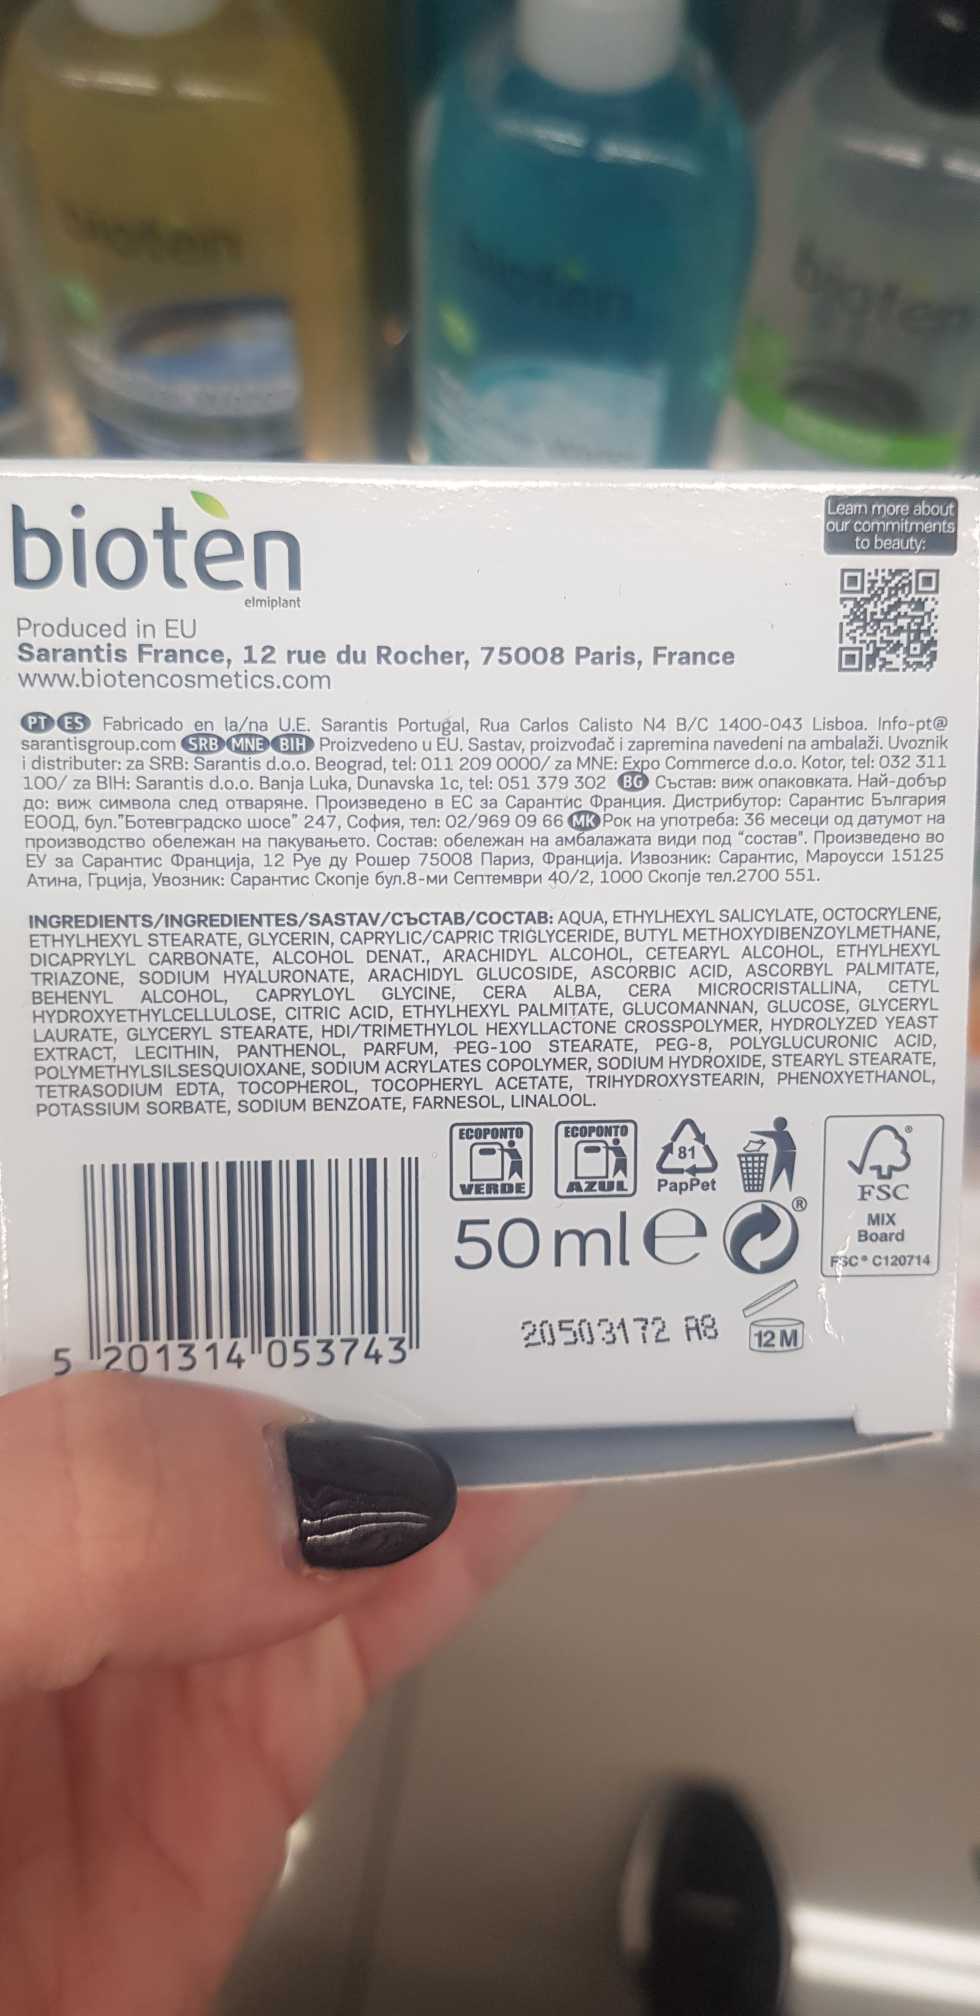 bioten
bioten
bioten
bioten
elmiplant
Learn more about
our commitments
to beauty:
Produced in EU
Sarantis France, 12 rue du Rocher, 75008 Paris, France
www.biotencosmetics.com
PT ES Fabricado en la/na U.E. Sarantis Portugal, Rua Carlos Calisto N4 B/C 1400-043 Lisboa. Info-pt@
sarantisgroup.com SRB MNE BIH Proizvedeno u EU. Sastav, proizvođač i zapremina navedeni na ambalaži. Uvoznik
i distributer: za SRB: Sarantis d.o.o. Beograd, tel: 011 209 0000/ za MNE: Expo Commerce d.o.o. Kotor, tel: 032 311
100/ za BIH: Sarantis d.o.o. Banja Luka, Dunavska 1c, tel: 051 379 302 BG Състав: виж опаковката. Най-добър
до: виж символа след отваряне. Произведено в ЕС за Сарантис Франция. Дистрибутор: Сарантис България
ЕООД, бул."Ботевградско шосе" 247, София, тел: 02/969 09 66 MK Рок на употреба: 36 месеци од датумот на
производство обележан на пакувањето. Состав: обележан на амбалажата види под "состав". Произведено во
ЕУ за Сарантис Франција, 12 Руе ду Рошер 75008 Париз, Франција. Извозник: Сарантис, Мароусси 15125
Атина, Грција, Увозник: Сарантис Скопје бул.8-ми Септември 40/2, 1000 Скопје тел.2700 551.
INGREDIENTS/INGREDIENTES/SASTAV/СЪСТАВ/СОСТАВ: AQUA, ETHYLHEXYL SALICYLATE, OCTOCRYLENE,
ETHYLHEXYL STEARATE, GLYCERIN, CAPRYLIC/CAPRIC TRIGLYCERIDE, BUTYL METHOXYDIBENZOYLMETHANE,
DICAPRYLYL CARBONATE, ALCOHOL DENAT., ARACHIDYL ALCOHOL, CETEARYL ALCOHOL, ETHYLHEXYL
TRIAZONE, SODIUM HYALURONATE, ARACHIDYL GLUCOSIDE, ASCORBIC ACID, ASCORBYL PALMITATE,
BEHENYL ALCOHOL, CAPRYLOYL GLYCINE, CERA ALBA, CERA MICROCRISTALLINA, CETYL
HYDROXYETHYLCELLULOSE, CITRIC ACID, ETHYLHEXYL PALMITATE, GLUCOMANNAN, GLUCOSE, GLYCERYL
LAURATE, GLYCERYL STEARATE, HDI/TRIMETHYLOL HEXYLLACTONE CROSSPOLYMER, HYDROLYZED YEAST
EXTRACT, LECITHIN, PANTHENOL, PARFUM, PEG-100 STEARATE, PEG-8, POLYGLUCURONIC ACID,
POLYMETHYLSILSESQUIOXANE, SODIUM ACRYLATES COPOLYMER, SODIUM HYDROXIDE, STEARYL STEARATE,
TETRASODIUM EDTA, TOCOPHEROL, TOCOPHERYL ACETATE, TRIHYDROXYSTEARIN, PHENOXYETHANOL,
POTASSIUM SORBATE, SODIUM BENZOATE, FARNESOL, LINALOOL.
ECOPONTO
VERDE
ECOPONTO
AZUL
81
PapPet
FSC
MIX
Board
FSC® C120714
50 ml e
20503172 A8
12 M
5 201314 053743